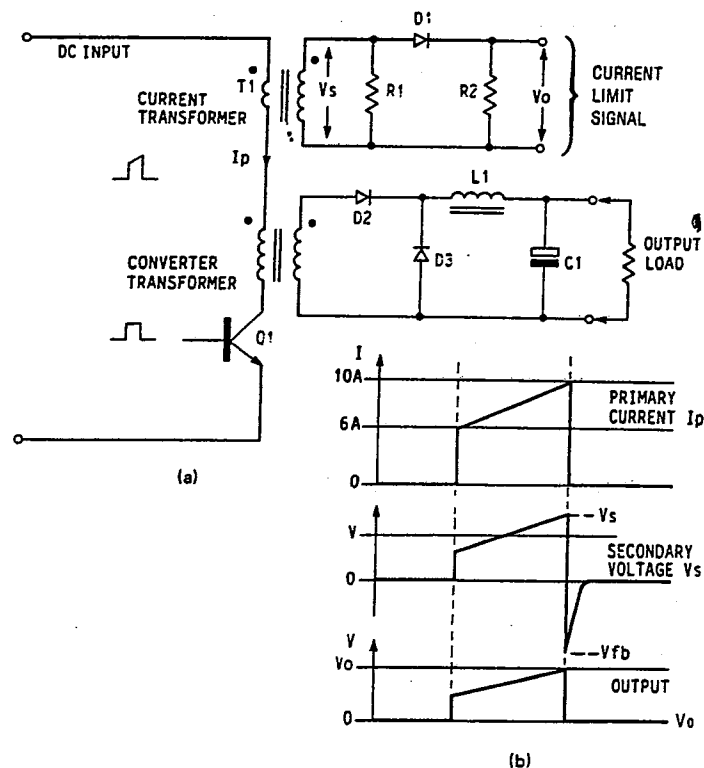 D1
DC INPUT
T1
Vs
R1
R2
Vo
CURRENT
LIMIT
SIGNAL
CURRENT
TRANSFORMER
Ip
L1
D2
D3
C1
OUTPUT
LOAD
CONVERTER
TRANSFORMER
Q1
(a)
I
10A
PRIMARY
CURRENT Ip
6A
0
Vs
V
SECONDARY
VOLTAGE Vs
0
Vfb
V
Vo
OUTPUT
0
Vo
(b)